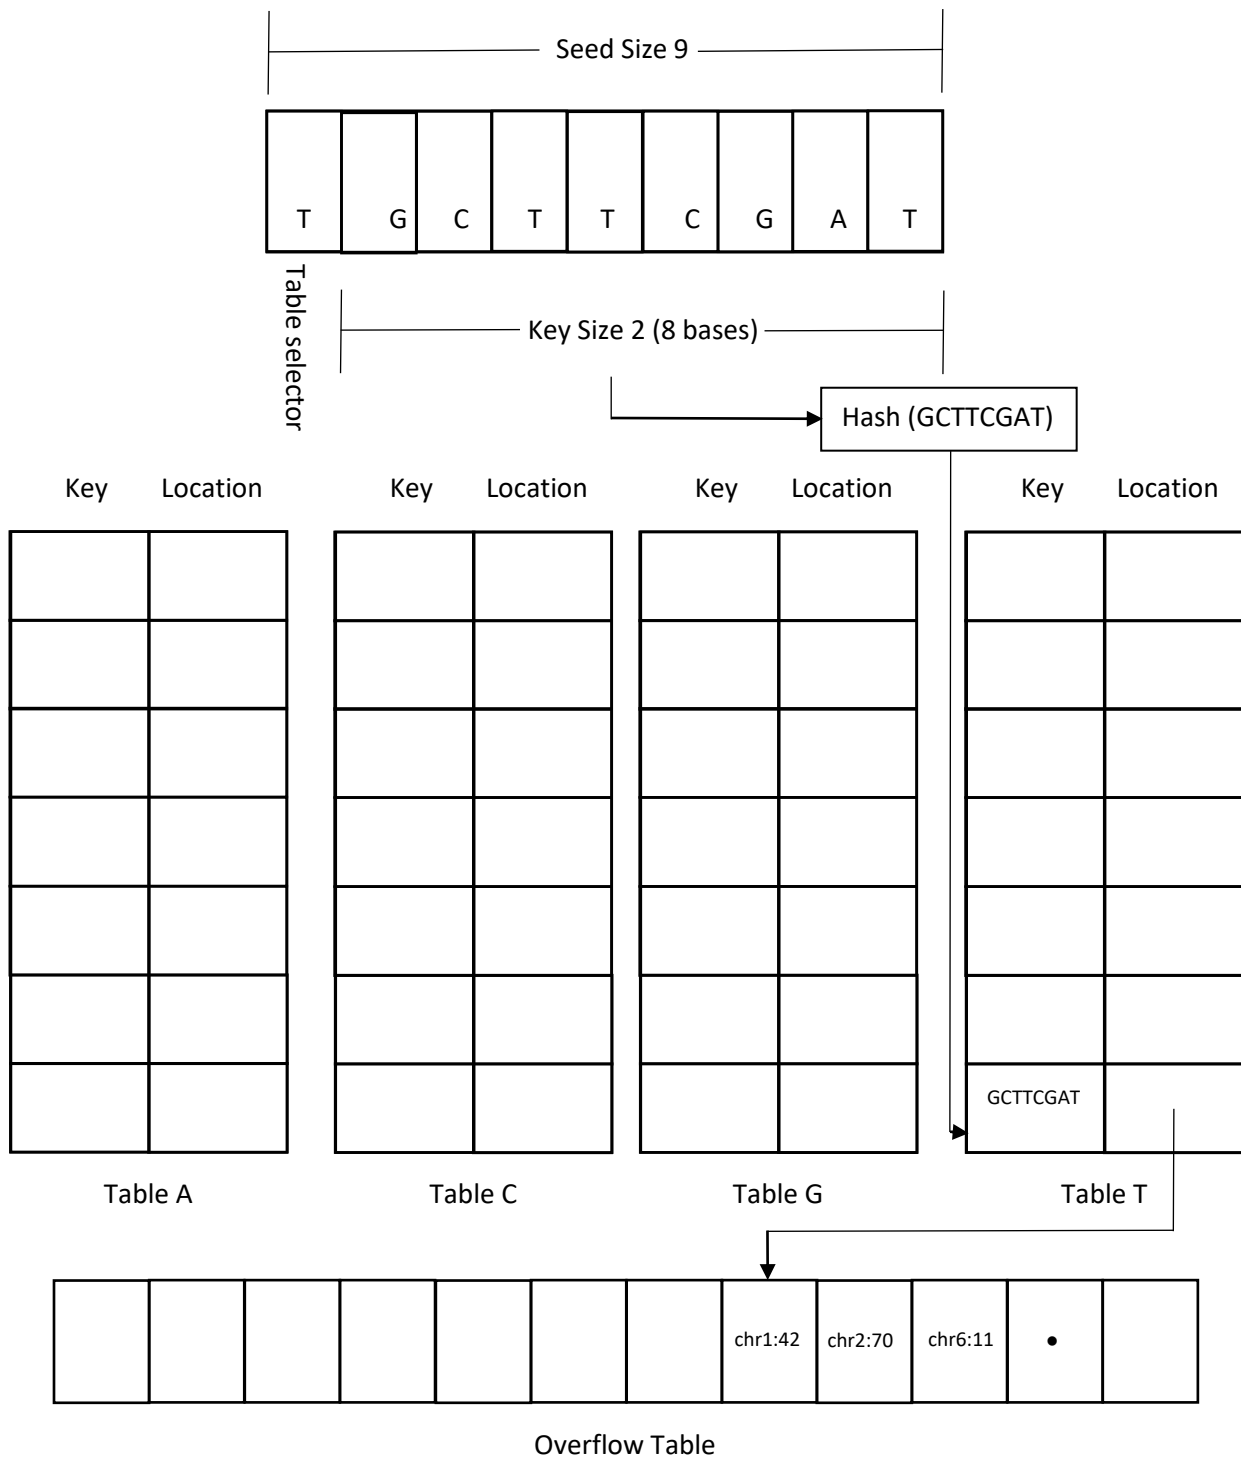 Seed Size 9
T G C T T C G A T
Table selector
Key Size 2 (8 bases)
Hash (GCTTCGAT)
Key Location Key Location Key Location Key Location
GCTTCGAT
Table A Table C Table G Table T
chr1:42 chr2:70 chr6:11 •
Overflow Table